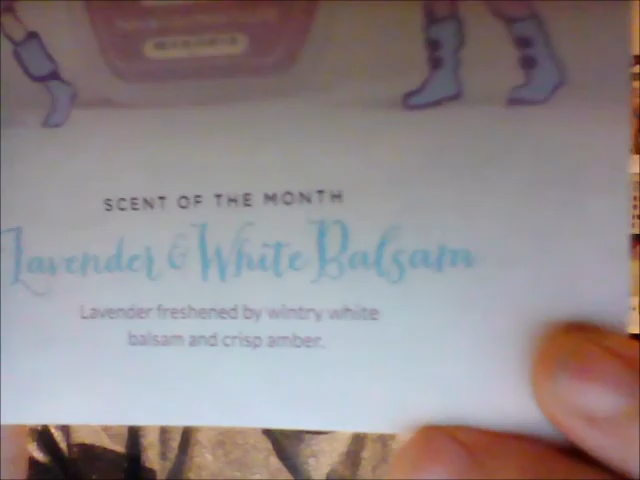 SCENT OF THE MONTH
Lavender & White Balsam
Lavender freshened by wintry white
balsam and crisp amber.